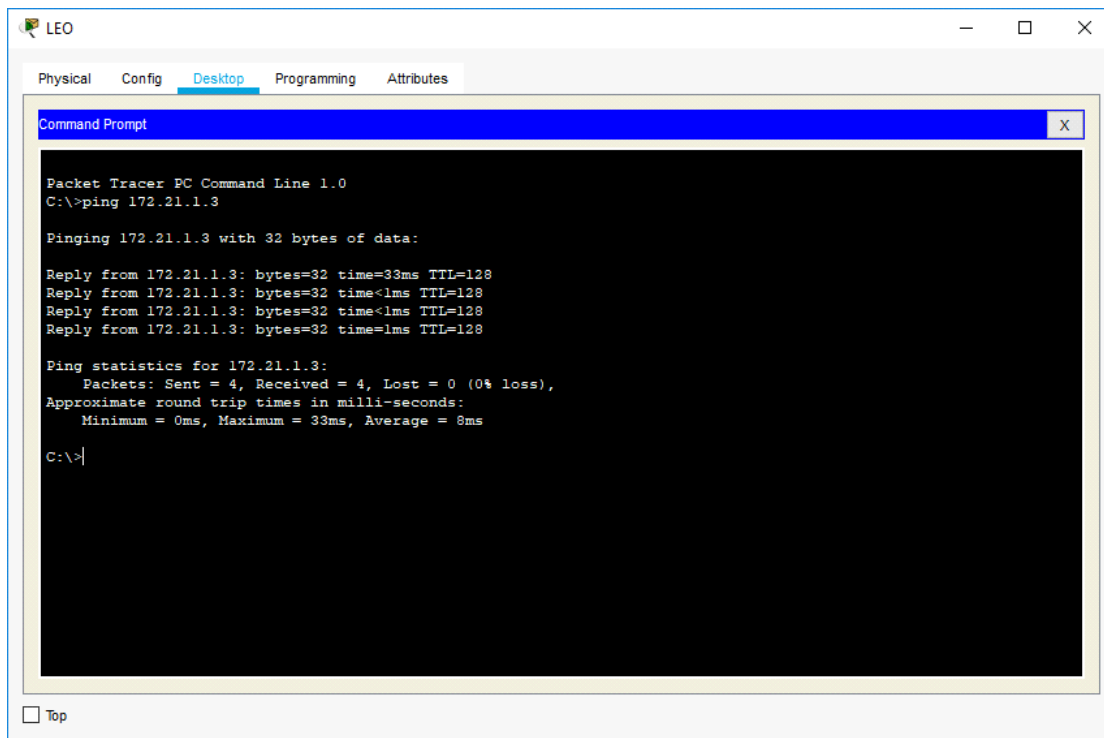 LEO
Physical Config Desktop Programming Attributes
Command Prompt
X
Packet Tracer PC Command Line 1.0
C:\>ping 172.21.1.3
Pinging 172.21.1.3 with 32 bytes of data:
Reply from 172.21.1.3: bytes=32 time=33ms TTL=128
Reply from 172.21.1.3: bytes=32 time<1ms TTL=128
Reply from 172.21.1.3: bytes=32 time<1ms TTL=128
Reply from 172.21.1.3: bytes=32 time=1ms TTL=128
Ping statistics for 172.21.1.3:
Packets: Sent = 4, Received = 4, Lost = 0 (0% loss),
Approximate round trip times in milli-seconds:
Minimum = 0ms, Maximum = 33ms, Average = 8ms
C:\>
Top